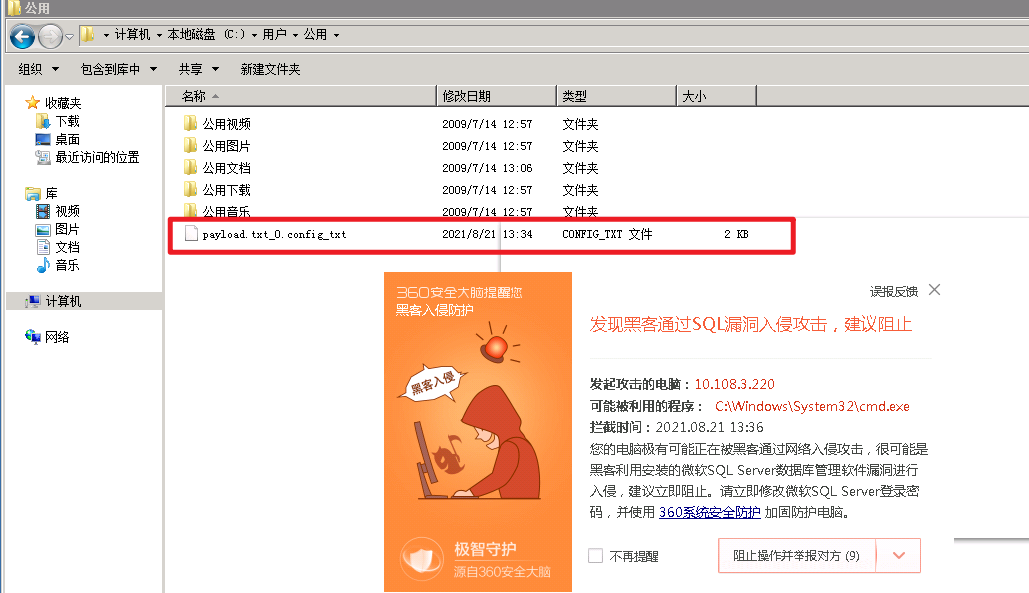 公用
计算机 本地磁盘 (C:) 用户 公用
组织 包含到库中 共享 新建文件夹
收藏夹
下载
桌面
最近访问的位置
库
视频
图片
文档
音乐
计算机
网络
名称 修改日期 类型 大小
公用视频 2009/7/14 12:57 文件夹
公用图片 2009/7/14 12:57 文件夹
公用文档 2009/7/14 13:06 文件夹
公用下载 2009/7/14 12:57 文件夹
公用音乐 2009/7/14 12:57 文件夹
payload.txt_0.config_txt 2021/8/21 13:34 CONFIG_TXT 文件 2 KB
360安全大脑提醒您
黑客入侵防护
黑客入侵
极智守护
源自360安全大脑
误报反馈
发现黑客通过SQL漏洞入侵攻击，建议阻止
发起攻击的电脑：10.108.3.220
可能被利用的程序： C:\Windows\System32\cmd.exe
拦截时间：2021.08.21 13:36
您的电脑极有可能正在被黑客通过网络入侵攻击，很可能是
黑客利用安装的微软SQL Server数据库管理软件漏洞进行
入侵，建议立即阻止。请立即修改微软SQL Server登录密
码，并使用 360系统安全防护 加固防护电脑。
不再提醒
阻止操作并举报对方 (9)